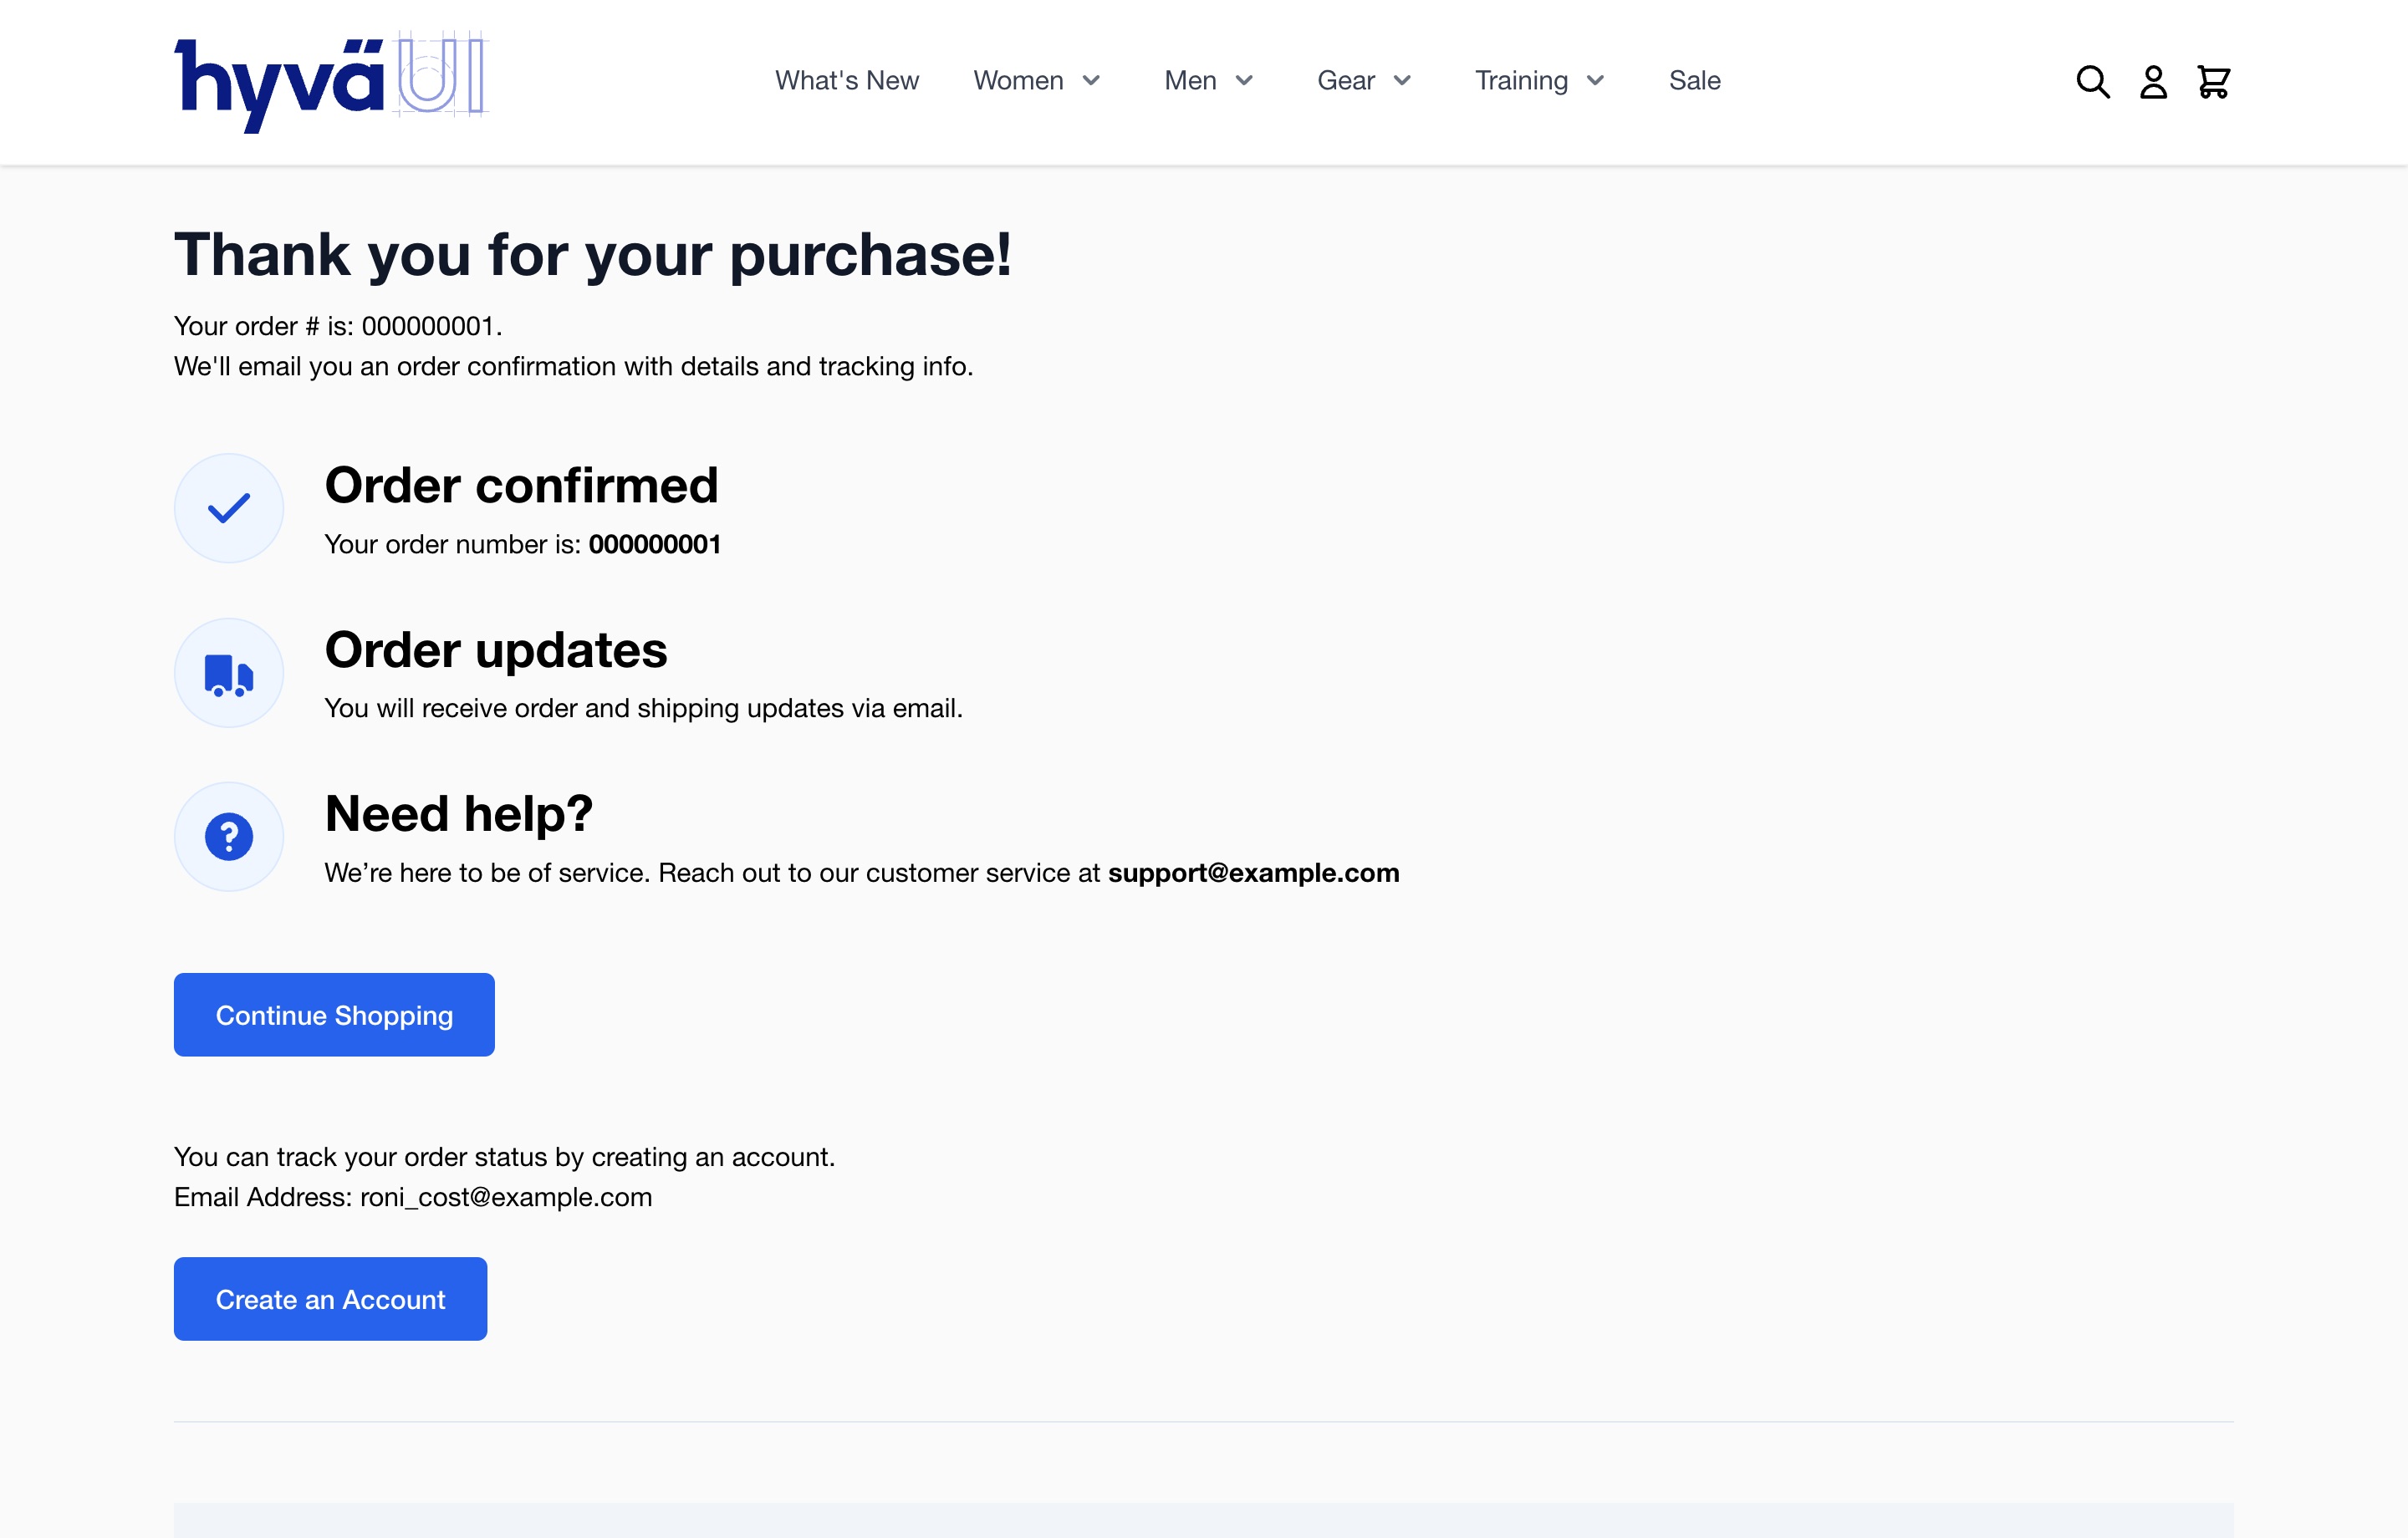 hyvä UI
What's New Women Men Gear Training Sale
Thank you for your purchase!
Your order # is: 000000001.
We'll email you an order confirmation with details and tracking info.
Order confirmed
Your order number is: 000000001
Order updates
You will receive order and shipping updates via email.
Need help?
We’re here to be of service. Reach out to our customer service at support@example.com
Continue Shopping
You can track your order status by creating an account.
Email Address: roni_cost@example.com
Create an Account